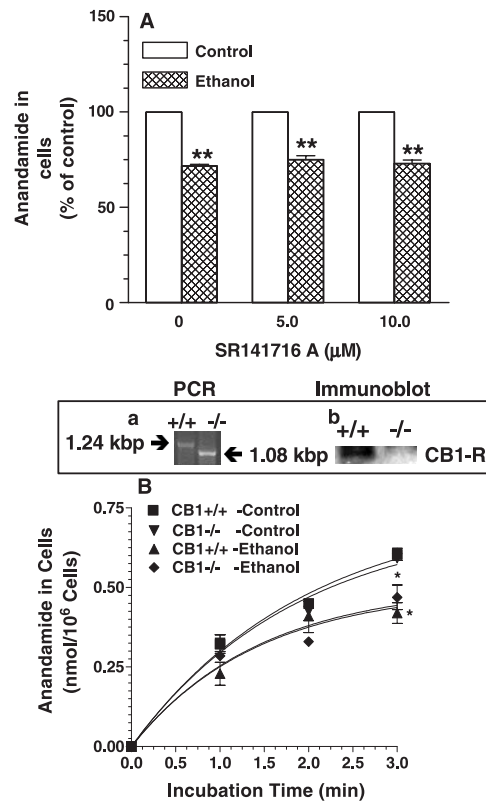 A
150
Control
Ethanol
100
50
0
** ** **
Anandamide in
cells
(% of control)
0 5.0 10.0
SR141716 A (μM)
PCR Immunoblot
a +/+ -/- b +/+ -/-
1.24 kbp 1.08 kbp CB1-R
B
0.75
CB1+/+ -Control
CB1-/- -Control
CB1+/+ -Ethanol
CB1-/- -Ethanol
0.50
0.25
0.00
*
*
Anandamide in Cells
(nmol/10⁶ Cells)
0.0 0.5 1.0 1.5 2.0 2.5 3.0
Incubation Time (min)